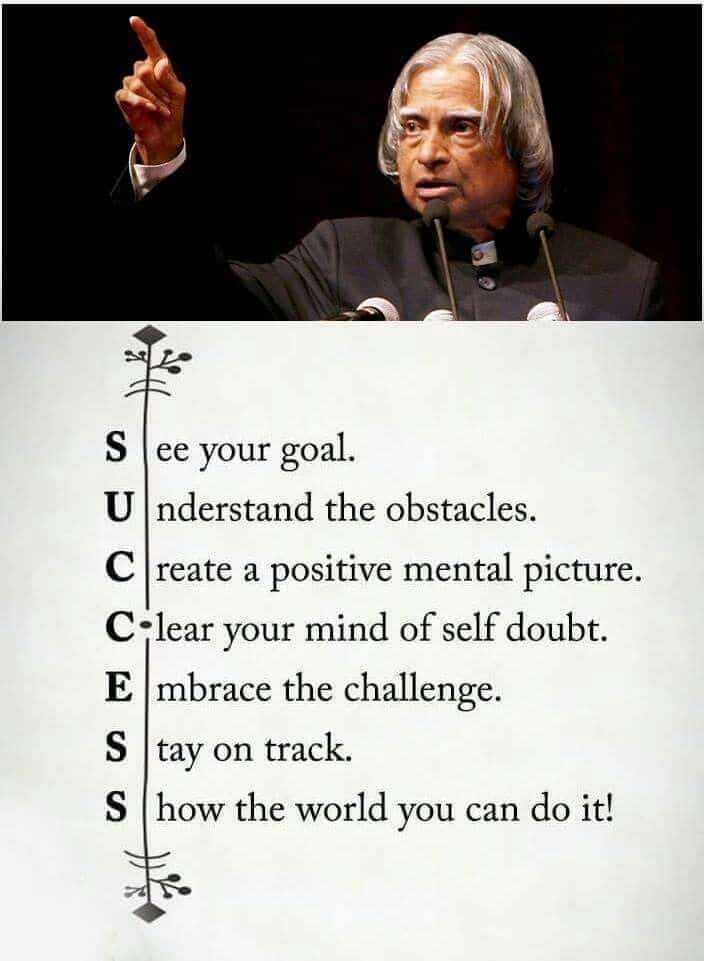 See your goal.
Understand the obstacles.
Create a positive mental picture.
Clear your mind of self doubt.
Embrace the challenge.
Stay on track.
Show the world you can do it!